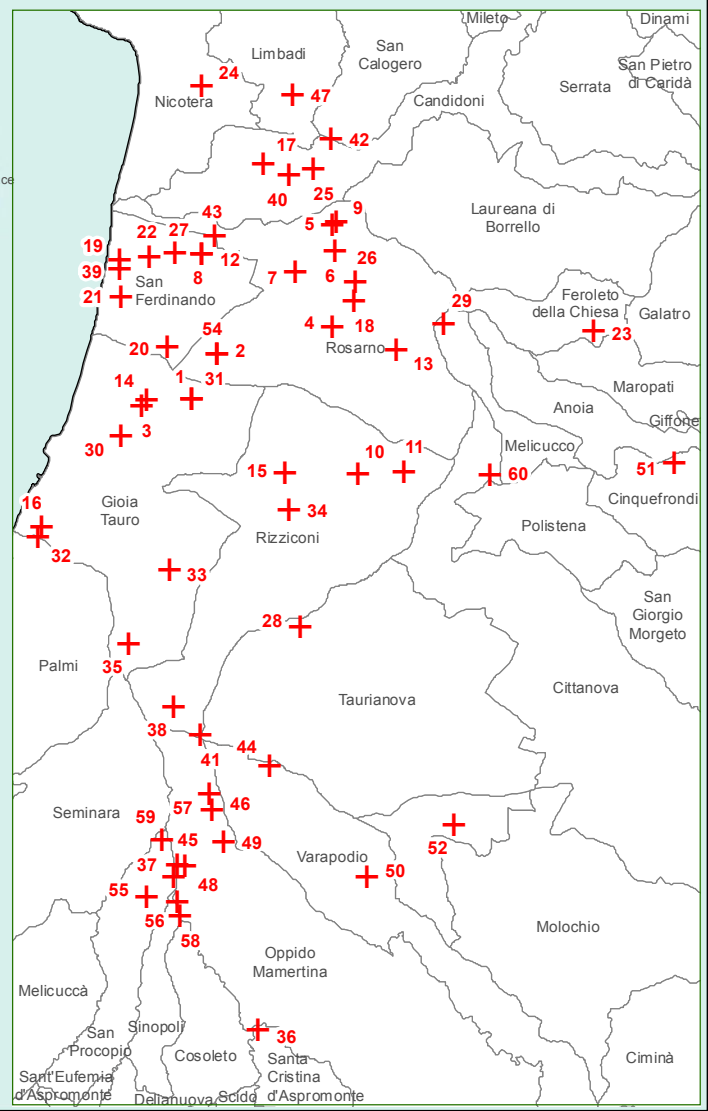 Mileto
Dinami
Limbadi
San
Calogero
San Pietro
di Caridà
24
Serrata
Nicotera
47
Candidoni
42
17
ce
40
25
9
43
5
Laureana di
Borrello
22
27
19
12
26
39
8
7
6
San
Ferdinando
21
29
Feroleto
della Chiesa
Galatro
54
4
18
23
20
2
Rosarno
13
14
1
31
Maropati
Anoia
Giffone
3
30
Melicucco
10
11
15
60
51
16
Gioia
Tauro
Cinquefrondi
34
Polistena
Rizziconi
32
33
San
Giorgio
Morgeto
28
35
Palmi
Cittanova
Taurianova
38
44
41
57
46
Seminara
59
45
49
52
37
Varapodio
50
55
48
56
Molochio
58
Oppido
Mamertina
Melicuccà
Sinopoli
36
San
Procopio
Cosoleto
Santa
Cristina
d'Aspromonte
Ciminà
Sant'Eufemia
d'Aspromonte
Delianuova
Scido